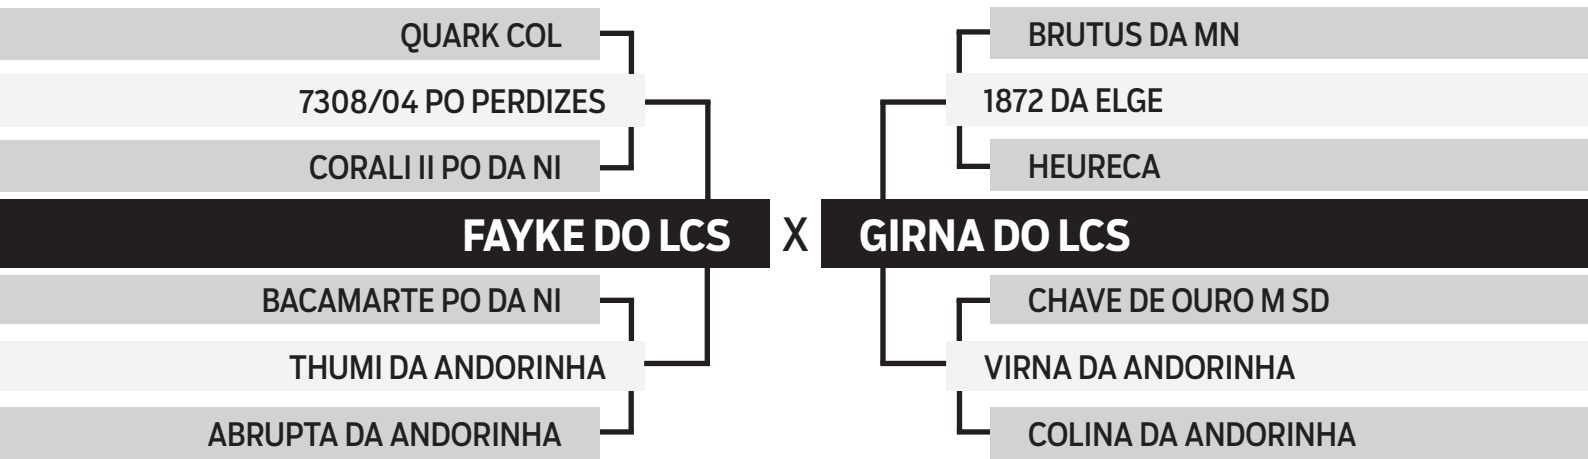 QUARK COL
7308/04 PO PERDIZES
CORALI II PO DA NI
FAYKE DO LCS X GIRNA DO LCS
BACAMARTE PO DA NI
THUMI DA ANDORINHA
ABRUPTA DA ANDORINHA
BRUTUS DA MN
1872 DA ELGE
HEURECA
CHAVE DE OURO M SD
VIRNA DA ANDORINHA
COLINA DA ANDORINHA